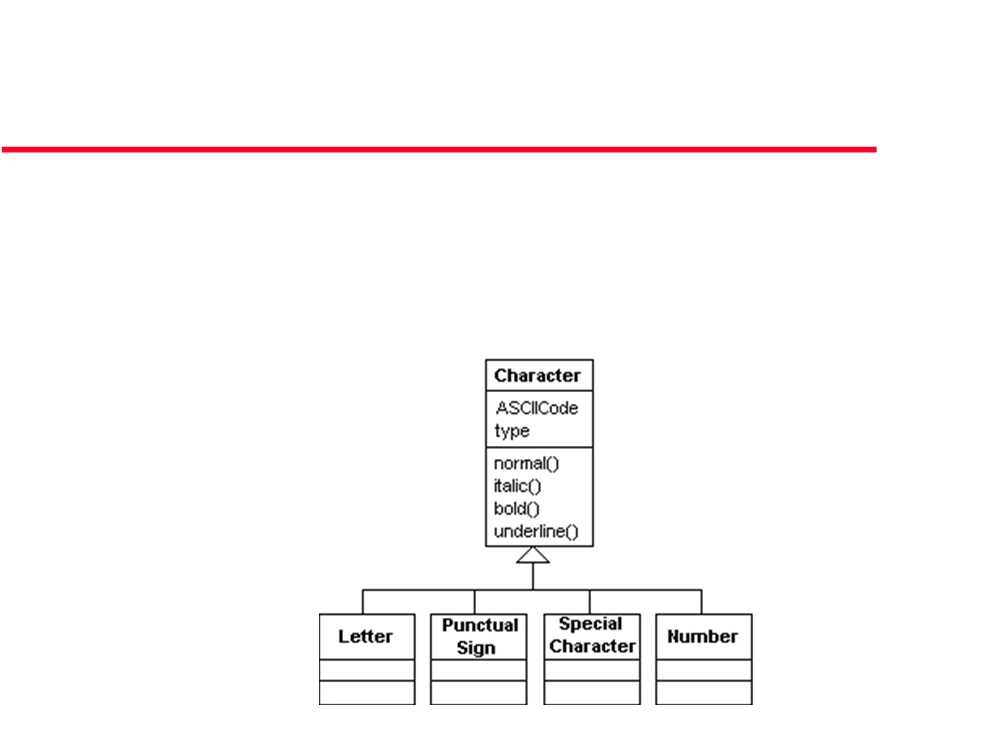 Character
ASCIICode
type
normal()
italic()
bold()
underline()
Letter
Punctual
Sign
Special
Character
Number